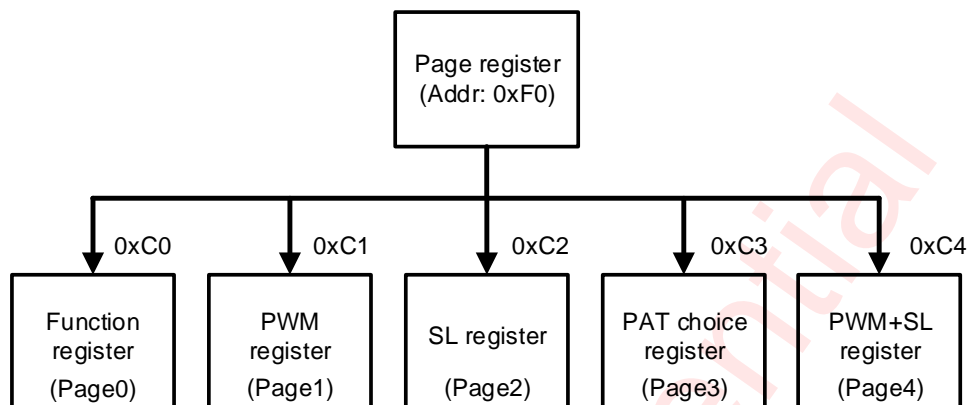 Page register
(Addr: 0xF0)
0xC0
0xC1
0xC2
0xC3
0xC4
Function
register
(Page0)
PWM
register
(Page1)
SL register
(Page2)
PAT choice
register
(Page3)
PWM+SL
register
(Page4)
ential